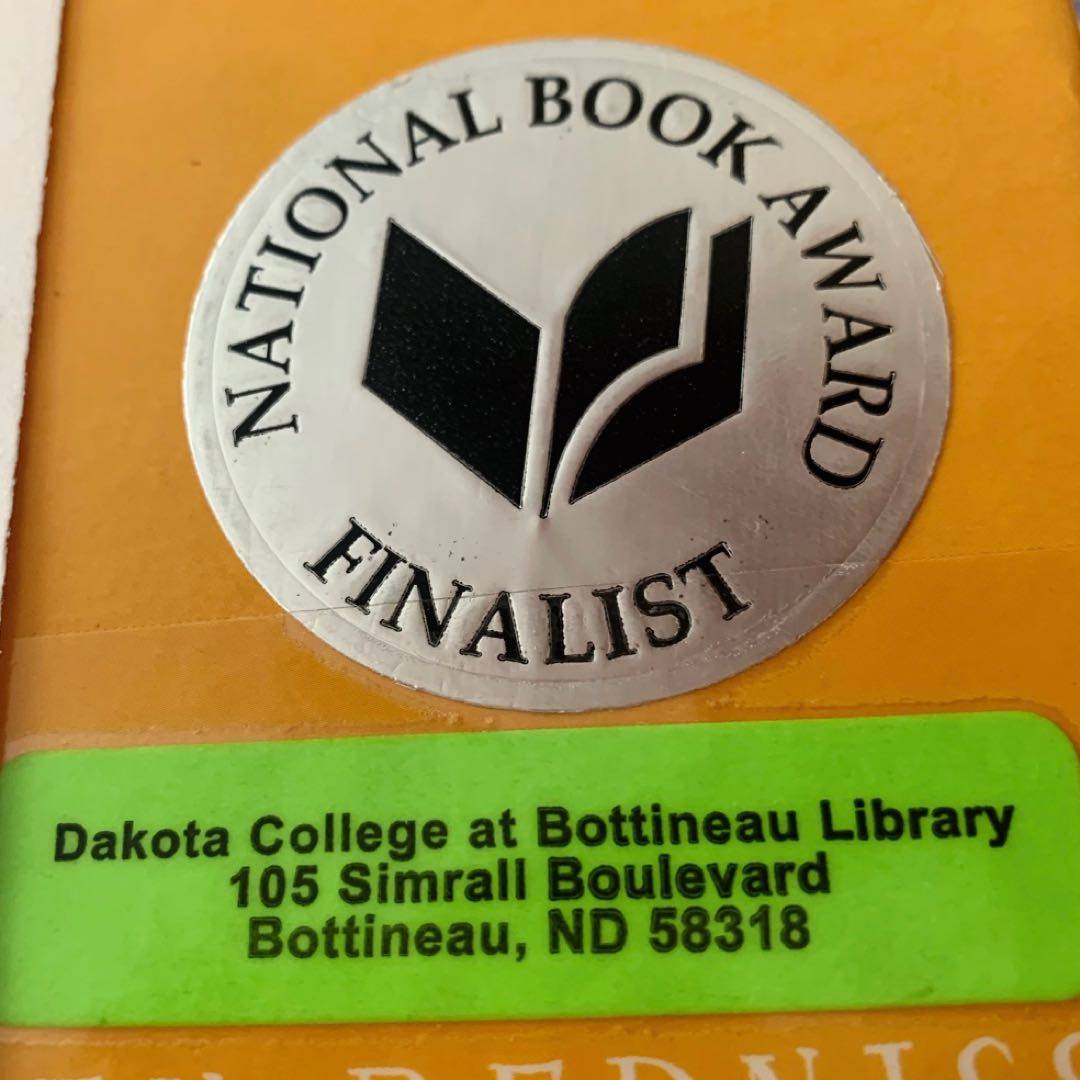 NATIONAL BOOK AWARD
FINALIST
Dakota College at Bottineau Library
105 Simrall Boulevard
Bottineau, ND 58318